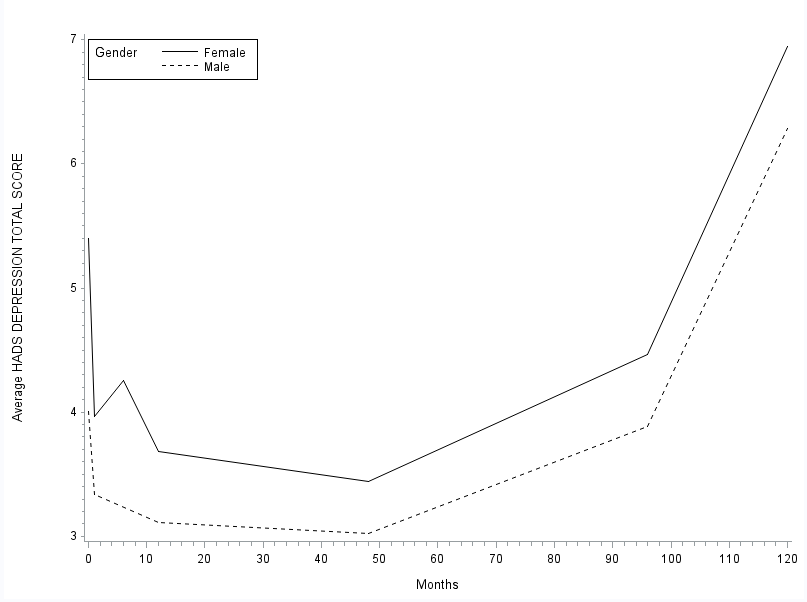 7
Gender Female
Male
6
5
4
3
Average HADS DEPRESSION TOTAL SCORE
0 10 20 30 40 50 60 70 80 90 100 110 120
Months